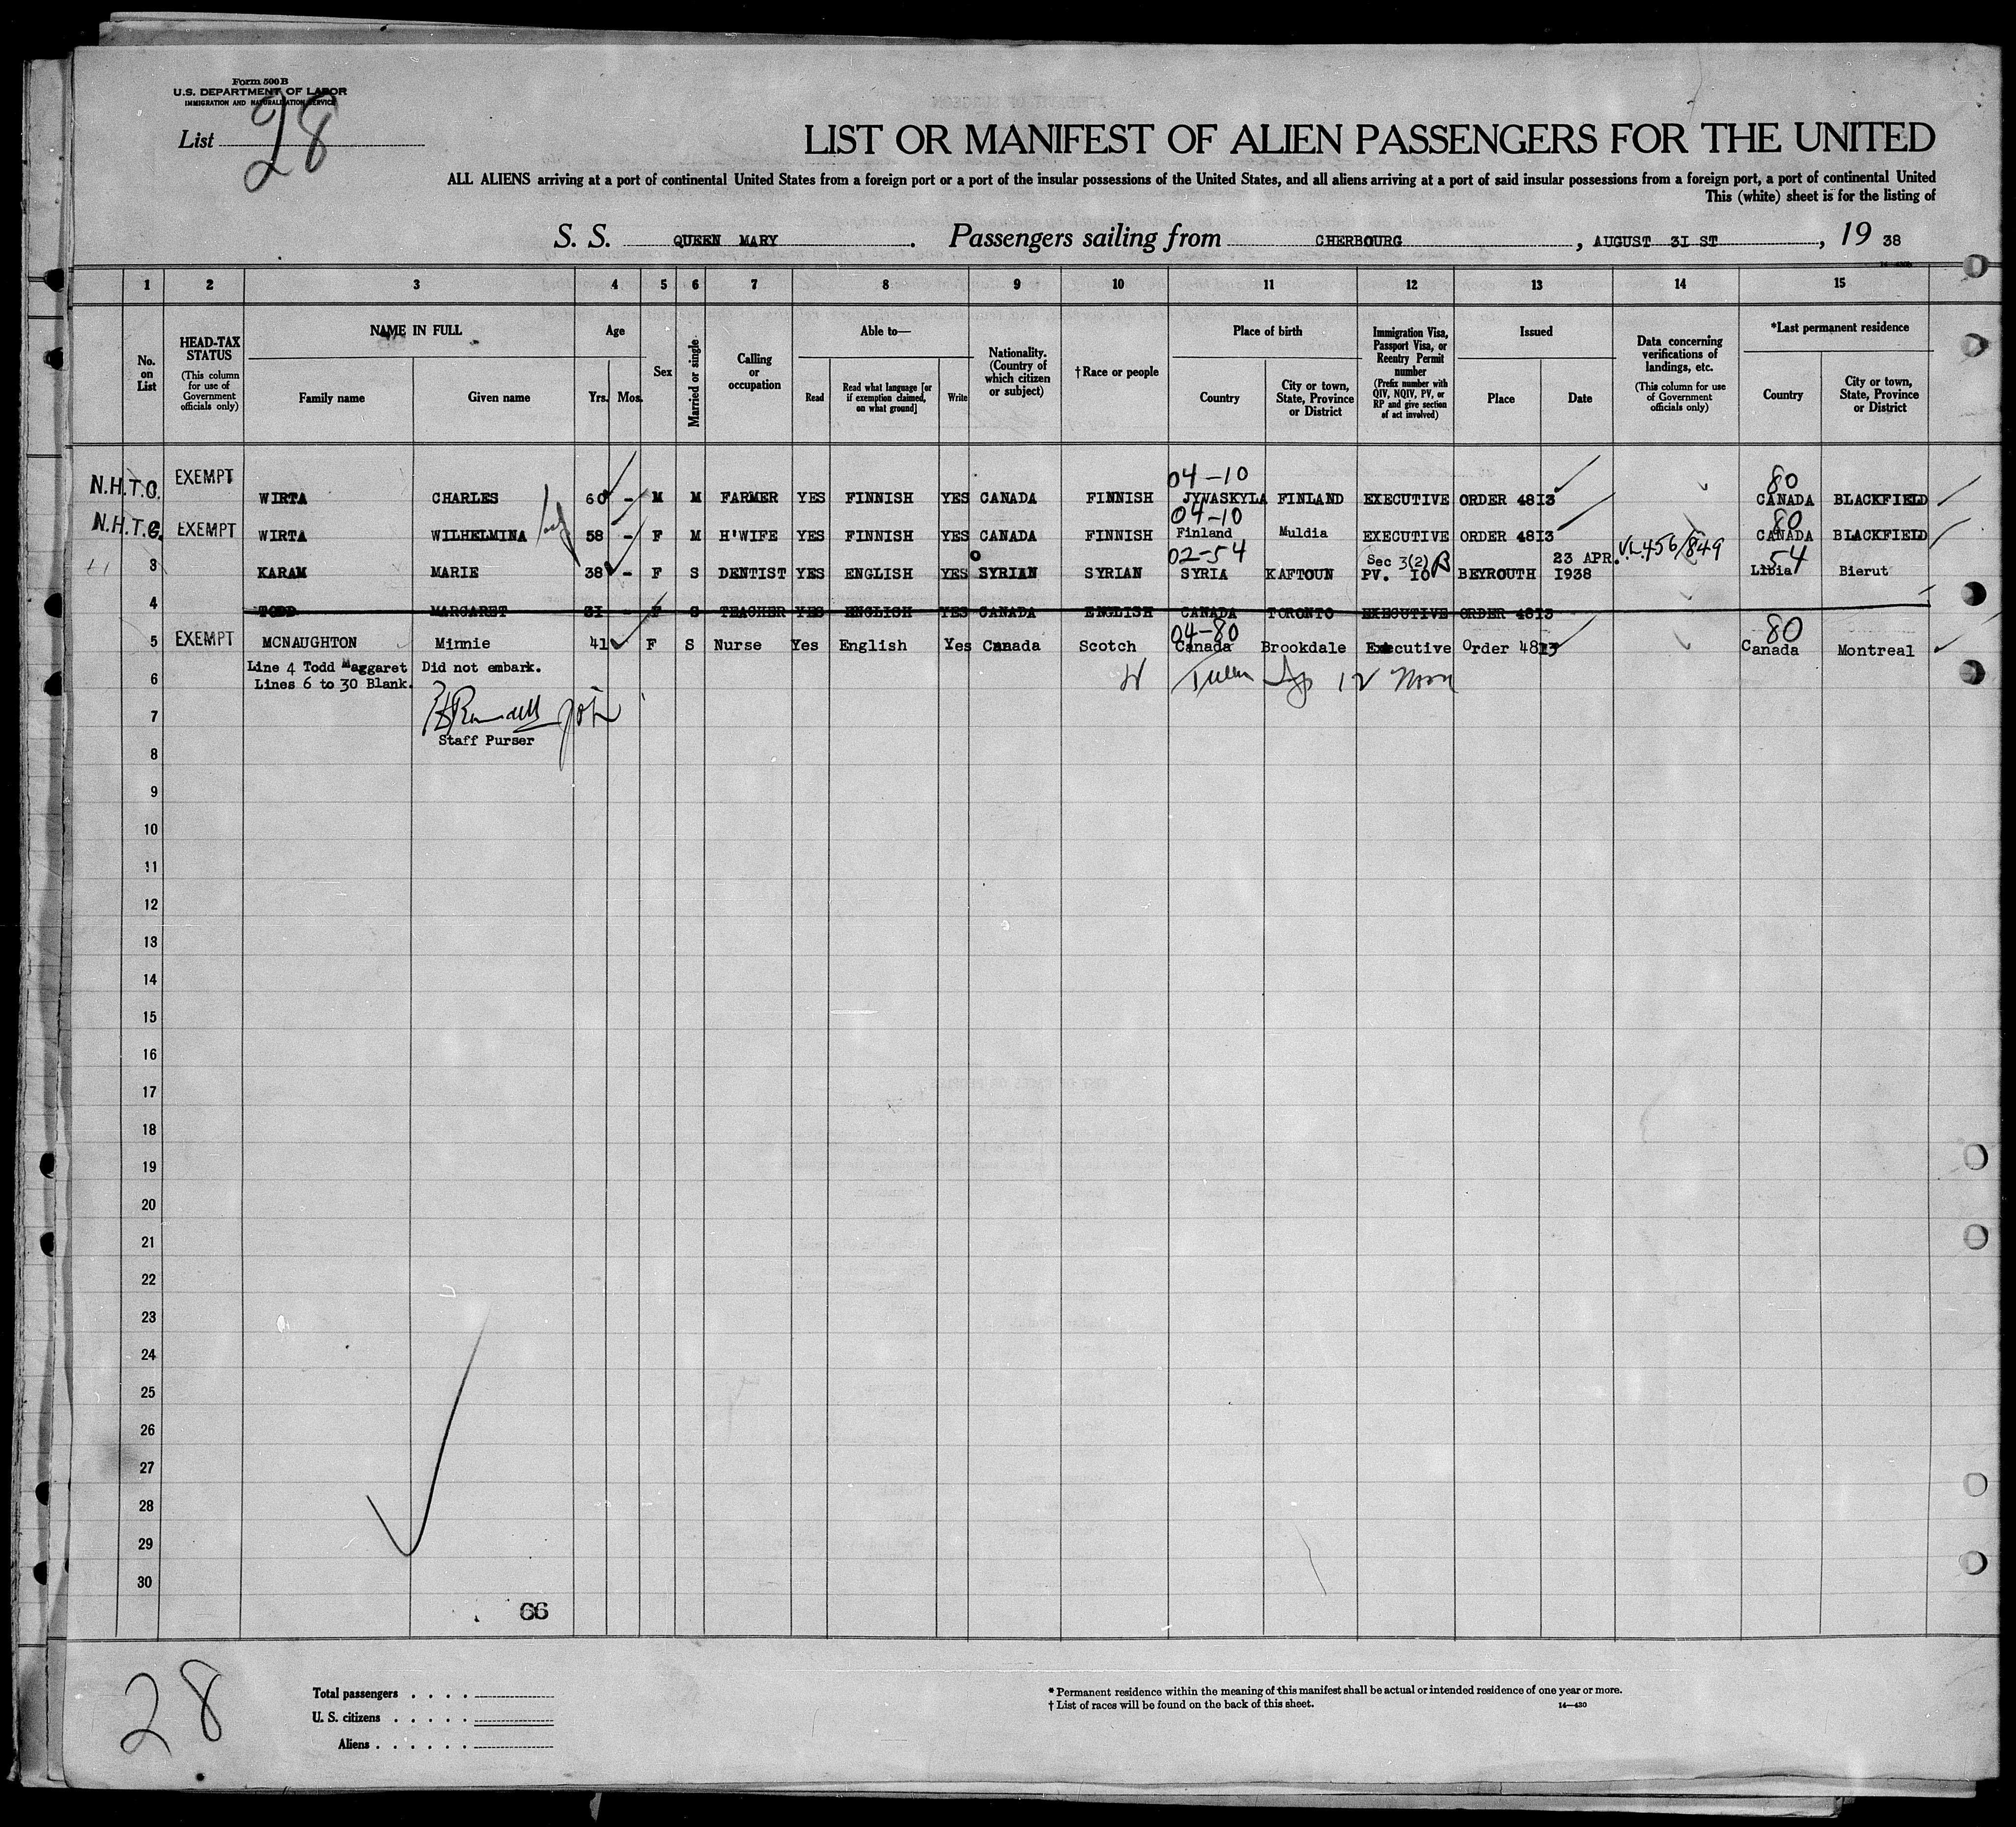 Form 500 B
U.S. DEPARTMENT OF LABOR
IMMIGRATION AND NATURALIZATION SERVICE
List 28
LIST OR MANIFEST OF ALIEN PASSENGERS FOR THE UNITED
ALL ALIENS arriving at a port of continental United States from a foreign port or a port of the insular possessions of the United States, and all aliens arriving at a port of said insular possessions from a foreign port, a port of continental United
This (white) sheet is for the listing of
S. S. QUEEN MARY. Passengers sailing from CHERBOURG, AUGUST 3I ST, 19 38
1 2 3 4 5 6 7 8 9 10 11 12 13 14 15
No. on List
HEAD-TAX STATUS (This column for use of Government officials only)
NAME IN FULL
Family name Given name
Age
Yrs. Mos.
Sex
Married or single
Calling or occupation
Able to—
Read Read what language [or if exemption claimed, on what ground] Write
Nationality. (Country of which citizen or subject)
†Race or people
Place of birth
Country City or town, State, Province or District
Immigration Visa, Passport Visa, or Reentry Permit number (Prefix number with QIV, NQIV, PV, or RP and give section of act involved)
Issued
Place Date
Data concerning verifications of landings, etc. (This column for use of Government officials only)
*Last permanent residence
Country City or town, State, Province or District
04-10 80
N.H.T.C. EXEMPT WIRTA CHARLES 60 - M M FARMER YES FINNISH YES CANADA FINNISH JYVASKYLA FINLAND EXECUTIVE ORDER 48I3 CANADA BLACKFIELD
04-10 80
N.H.T.C. EXEMPT WIRTA WILHELMINA 58 - F M H'WIFE YES FINNISH YES CANADA FINNISH Finland Muldia EXECUTIVE ORDER 48I3 CANADA BLACKFIELD
02-54 Sec 3(2) B 23 APR. V.L.456/849 54
3 KARAM MARIE 38 - F S DENTIST YES ENGLISH YES SYRIAN SYRIAN SYRIA KAFTOUN PV. IO BEYROUTH I938 Libia Bierut
4 TODD MARGARET 3I - F S TEACHER YES ENGLISH YES CANADA ENGLISH CANADA TORONTO EXECUTIVE ORDER 48I3
04-80 80
5 EXEMPT MCNAUGHTON Minnie 41 F S Nurse Yes English Yes Canada Scotch Canada Brookdale Executive Order 4813 Canada Montreal
Line 4 Todd Maggaret Did not embark.
6 Lines 6 to 30 Blank.
7
Staff Purser
8
9
10
11
12
13
14
15
16
17
18
19
20
21
22
23
24
25
26
27
28
29
30
66
28
Total passengers . . . .
U. S. citizens . . . . .
Aliens . . . . . .
* Permanent residence within the meaning of this manifest shall be actual or intended residence of one year or more.
† List of races will be found on the back of this sheet. 14—430